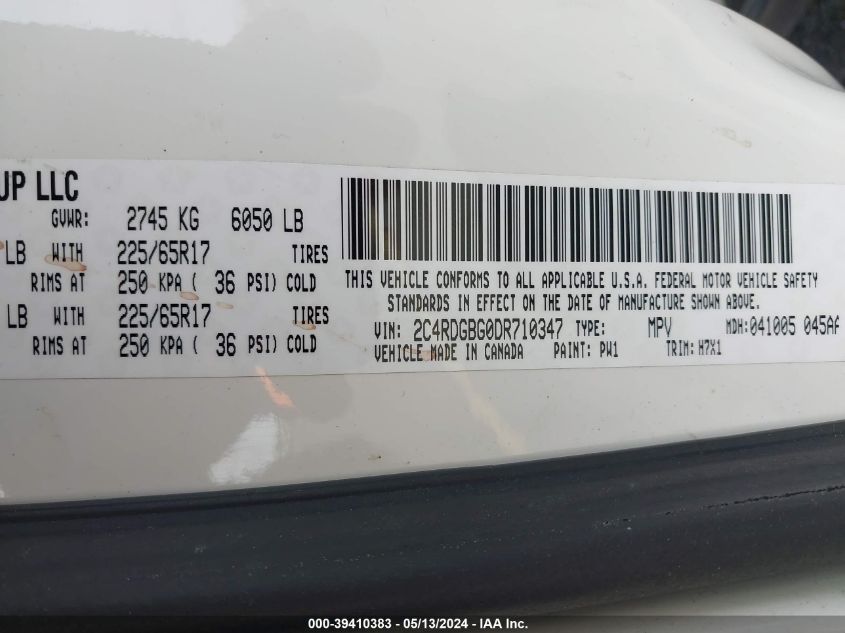 UP LLC
GVWR: 2745 KG 6050 LB
LB WITH 225/65R17 TIRES
RIMS AT 250 KPA ( 36 PSI) COLD
LB WITH 225/65R17 TIRES
RIMS AT 250 KPA ( 36 PSI) COLD
THIS VEHICLE CONFORMS TO ALL APPLICABLE U.S.A. FEDERAL MOTOR VEHICLE SAFETY
STANDARDS IN EFFECT ON THE DATE OF MANUFACTURE SHOWN ABOVE.
VIN: 2C4RDGBG0DR710347 TYPE: MPV MDH:041005 045AA
VEHICLE MADE IN CANADA PAINT: PW1 TRIM: H7X1
000-39410383 - 05/13/2024 - IAA Inc.